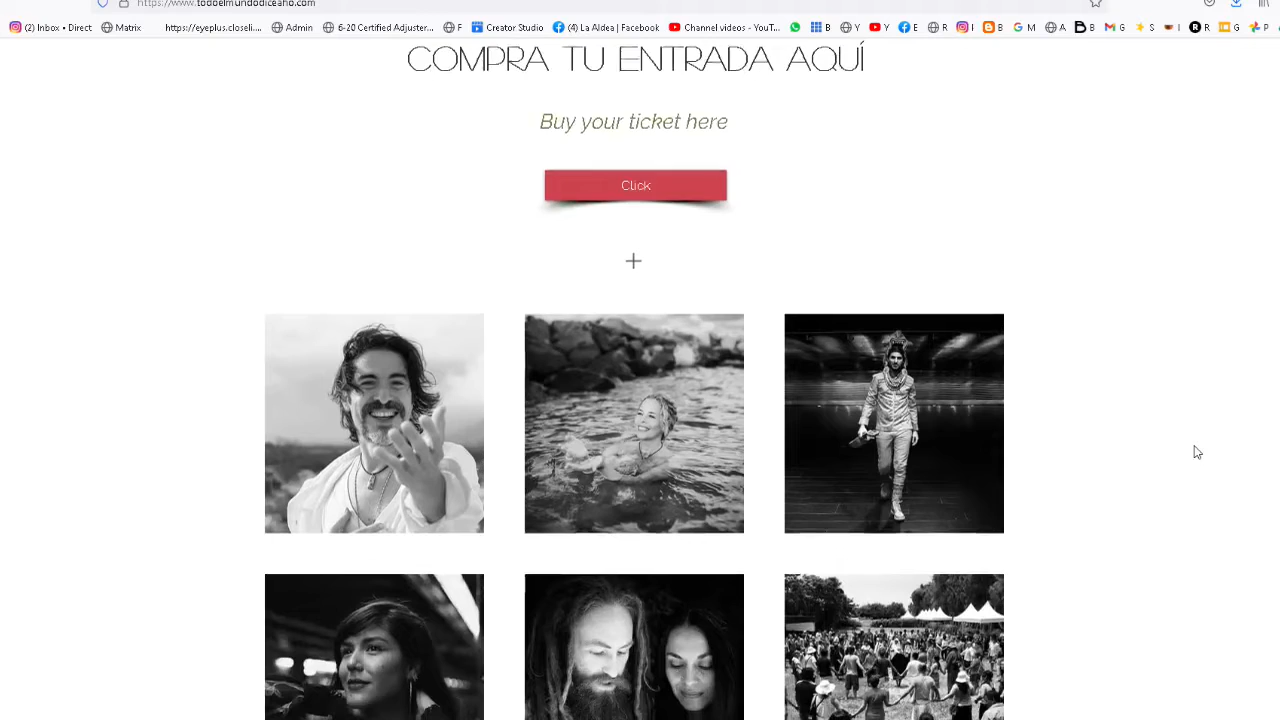 https://www.todoelmundodiceaho.com
(2) Inbox • Direct Matrix https://eyeplus.closeli.... Admin 6-20 Certified Adjuster... F Creator Studio (4) La Aldea | Facebook Channel videos - YouT... B Y Y E R I B M A B G S I R G P
COMPRA TU ENTRADA AQUÍ
Buy your ticket here
Click